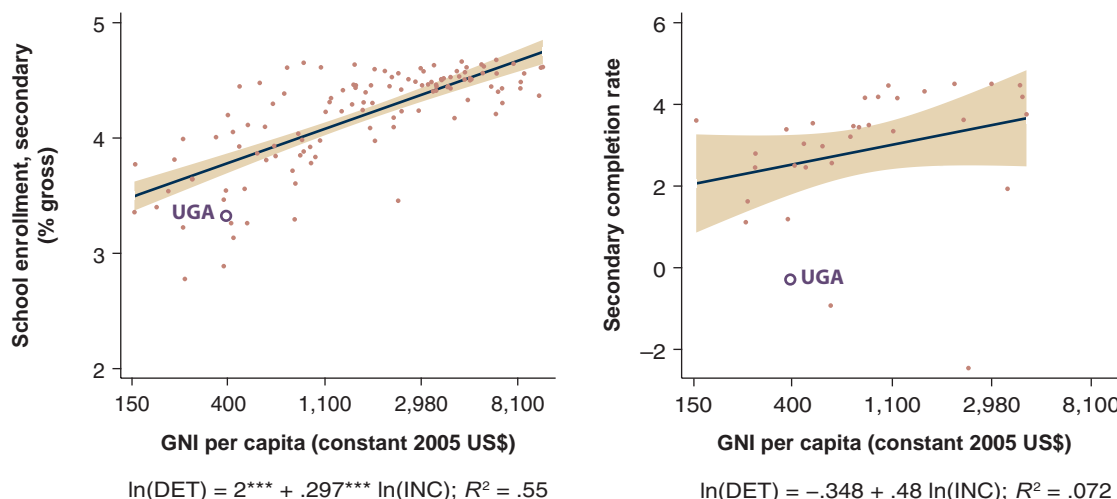 School enrollment, secondary
(% gross)
5
4
3
2
UGA
150 400 1,100 2,980 8,100
GNI per capita (constant 2005 US$)
ln(DET) = 2*** + .297*** ln(INC); R² = .55
Secondary completion rate
6
4
2
0
−2
UGA
150 400 1,100 2,980 8,100
GNI per capita (constant 2005 US$)
ln(DET) = −.348 + .48 ln(INC); R² = .072